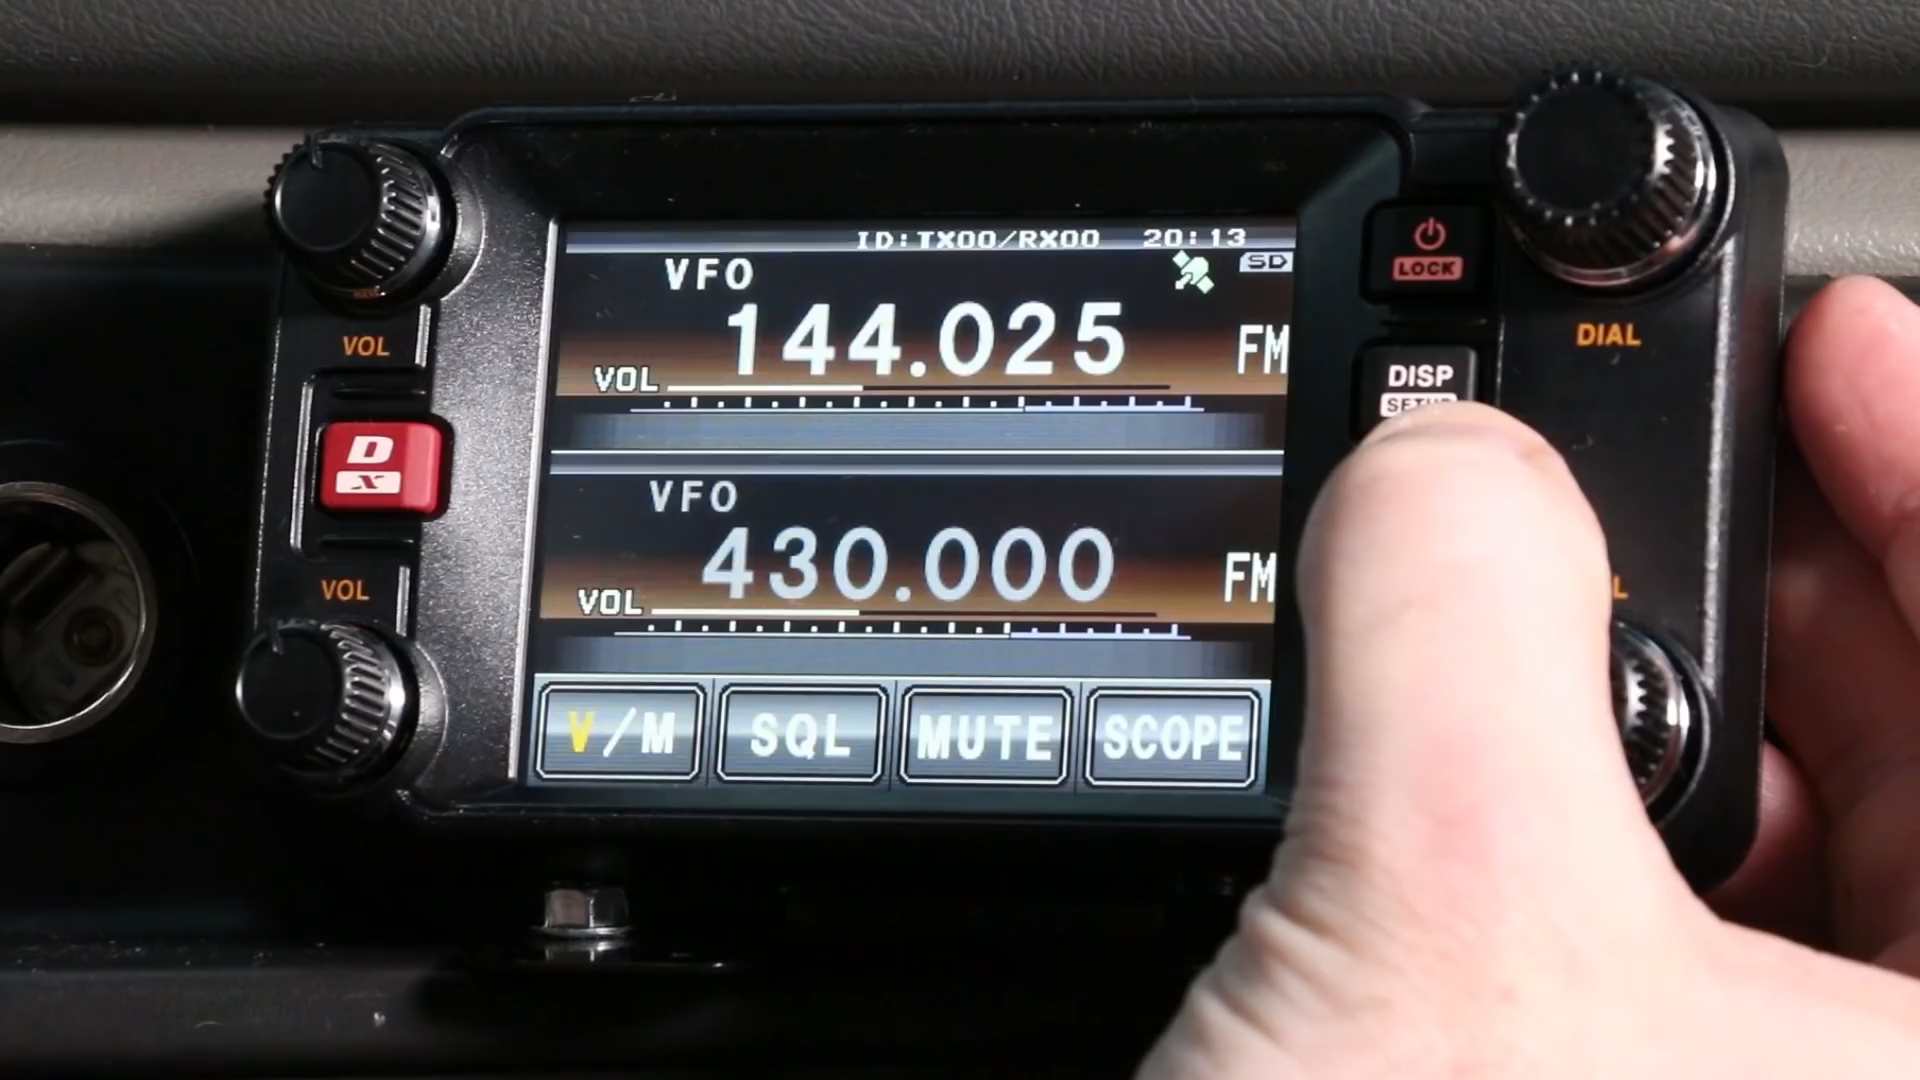 ID:TX00/RX00 20:13
VFO SD
144.025 FM
VOL
VFO
430.000 FM
VOL
V/M SQL MUTE SCOPE
VOL
D
X
VOL
LOCK
DIAL
DISP